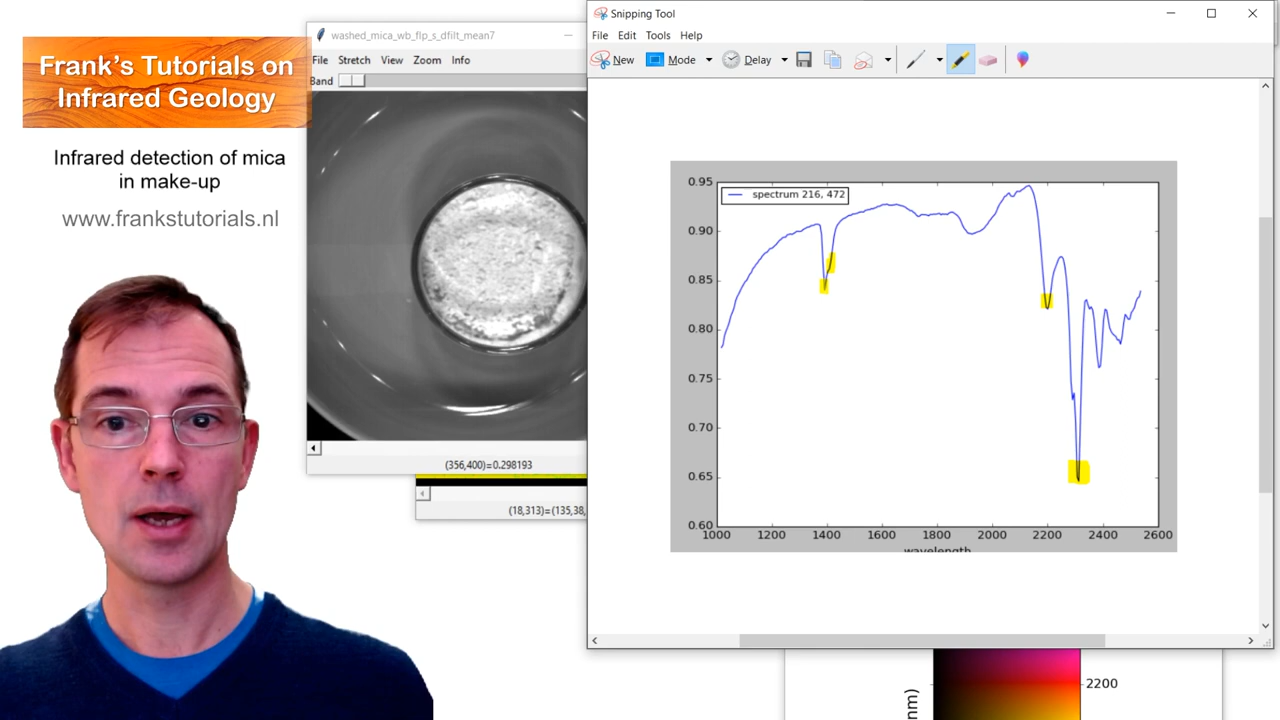 Frank's Tutorials on
Infrared Geology
Infrared detection of mica
in make-up
www.frankstutorials.nl
washed_mica_wb_flp_s_dfilt_mean7
File Stretch View Zoom Info
Band
(356,400)=0.298193
(18,313)=(135,38,
Snipping Tool
File Edit Tools Help
New Mode Delay
0.95
0.90
0.85
0.80
0.75
0.70
0.65
0.60
spectrum 216, 472
1000 1200 1400 1600 1800 2000 2200 2400 2600
wavelength
2200
nm)